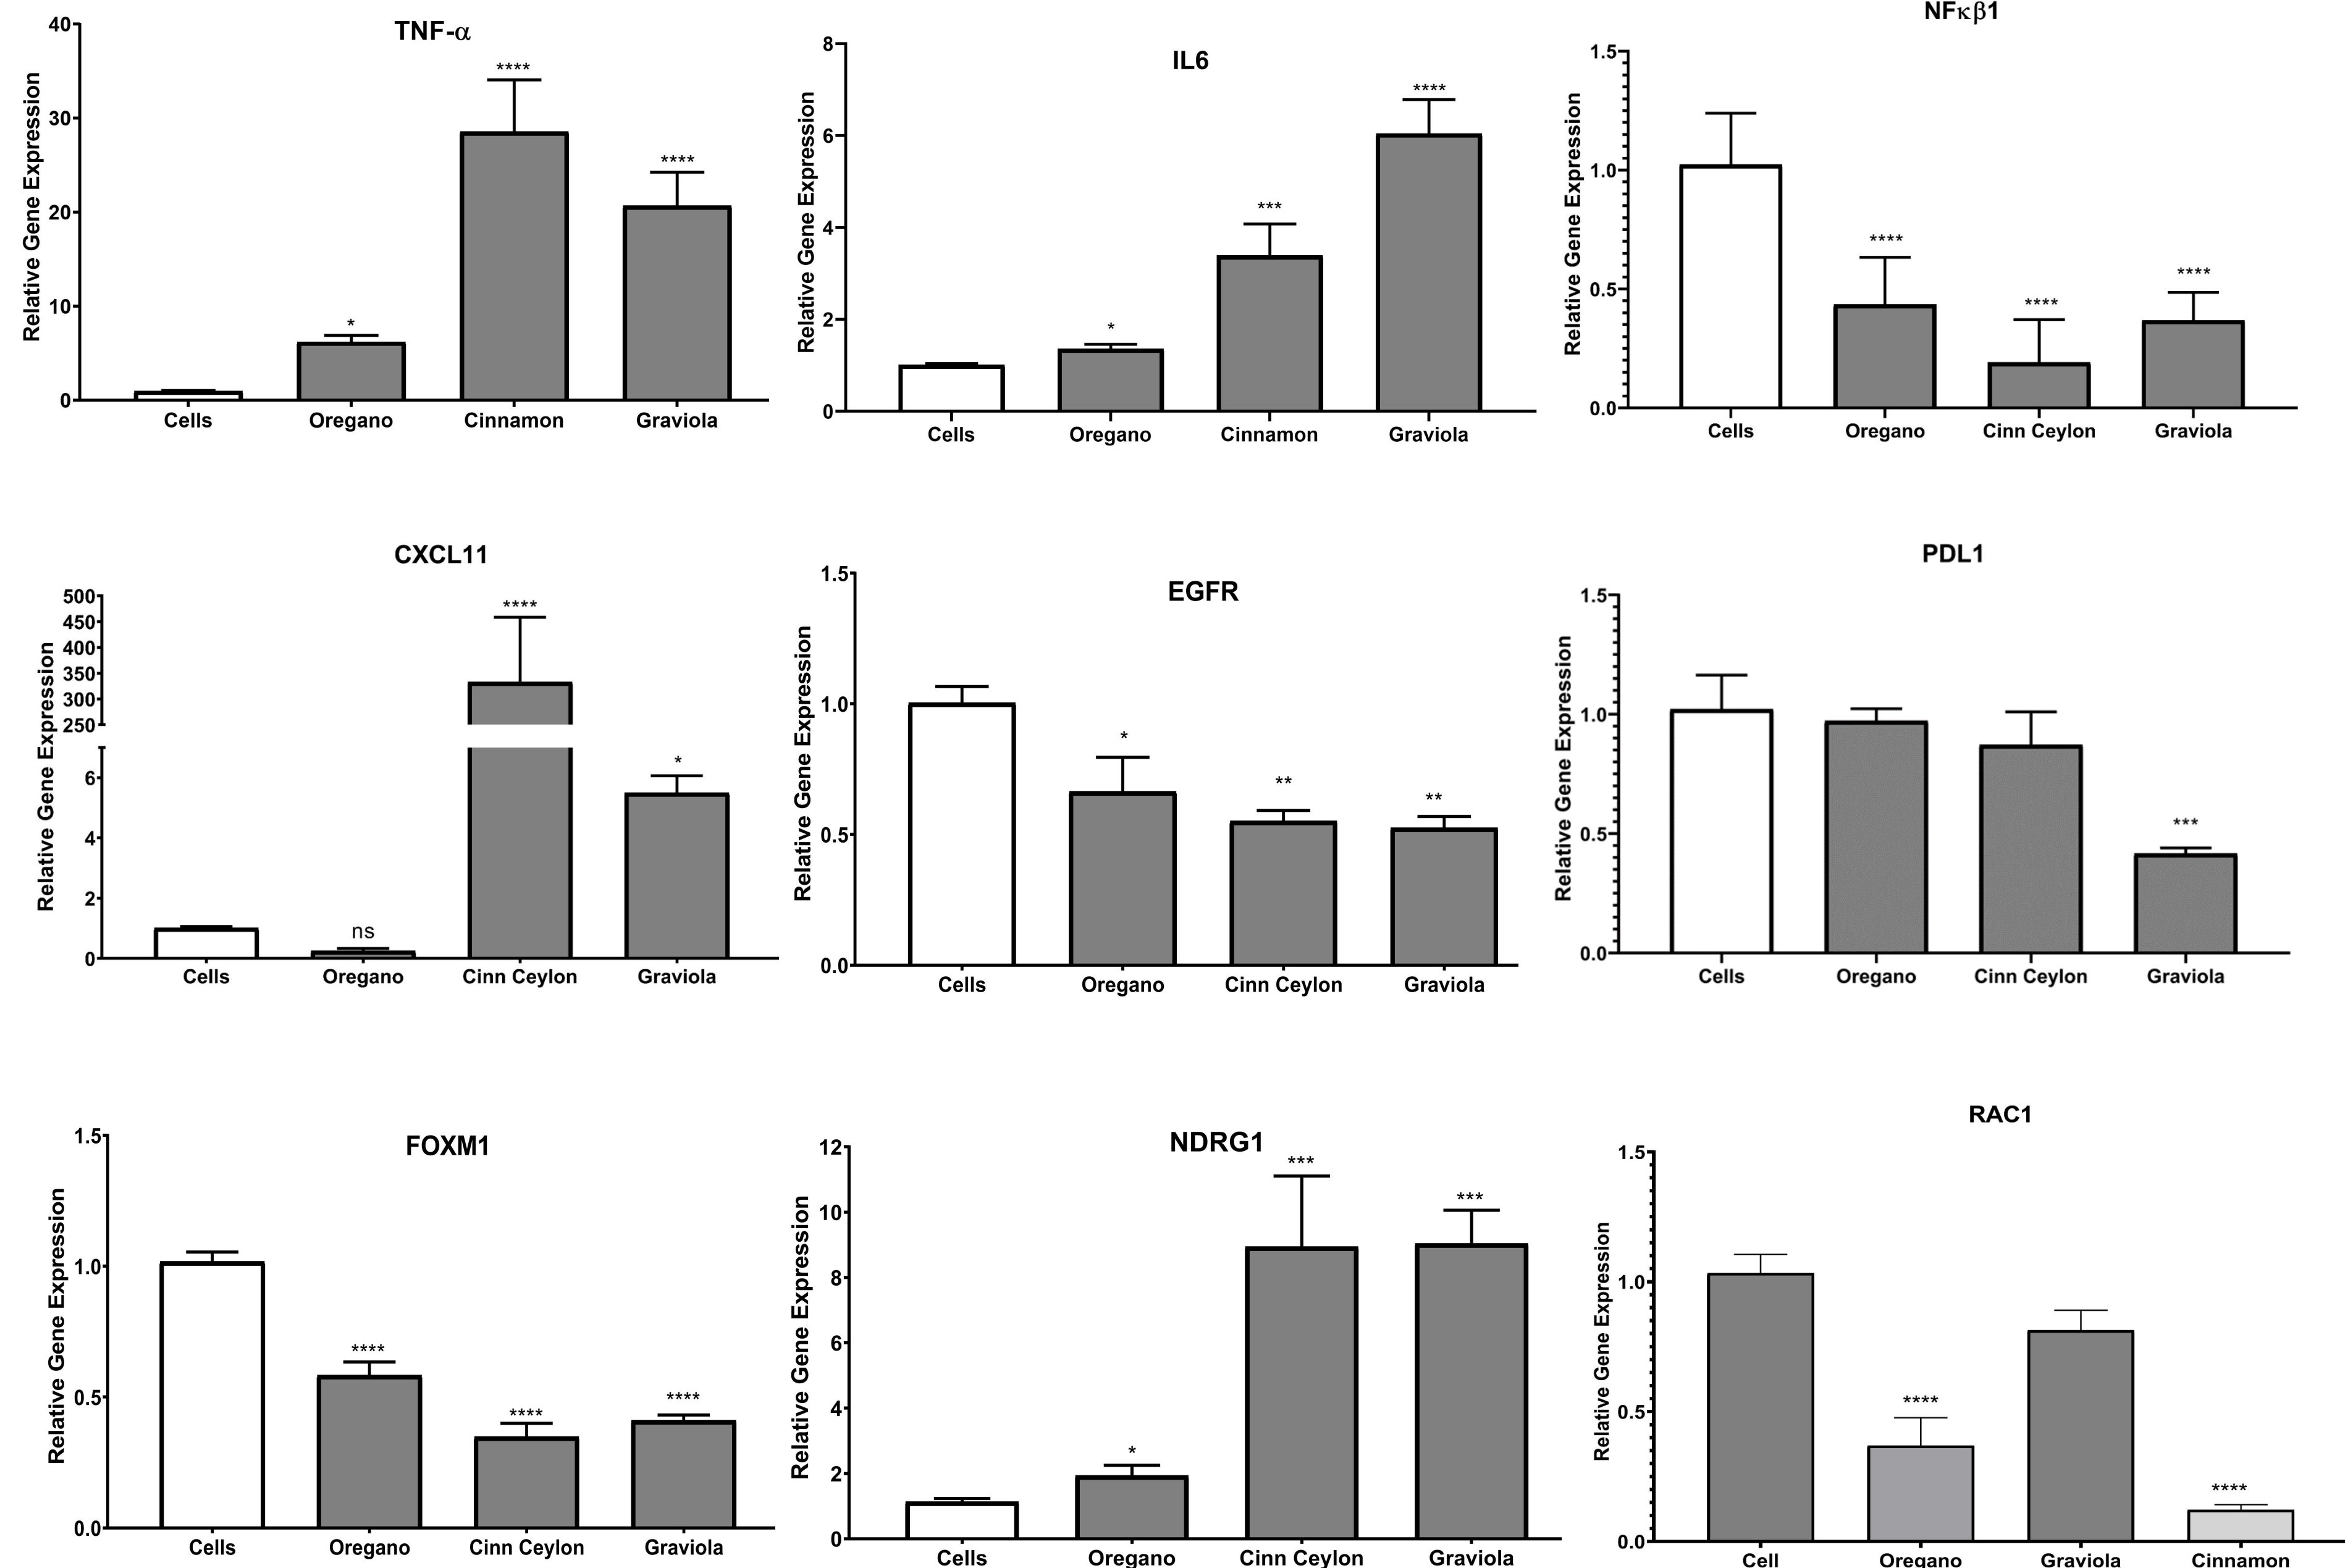 TNF-α
Relative Gene Expression
40
30
20
10
0
*
****
****
Cells Oregano Cinnamon Graviola
IL6
Relative Gene Expression
8
6
4
2
0
*
***
****
Cells Oregano Cinnamon Graviola
NFκβ1
Relative Gene Expression
1.5
1.0
0.5
0.0
****
****
****
Cells Oregano Cinn Ceylon Graviola
CXCL11
Relative Gene Expression
500
450
400
350
300
250
6
4
2
0
ns
****
*
Cells Oregano Cinn Ceylon Graviola
EGFR
Relative Gene Expression
1.5
1.0
0.5
0.0
*
**
**
Cells Oregano Cinn Ceylon Graviola
PDL1
Relative Gene Expression
1.5
1.0
0.5
0.0
***
Cells Oregano Cinn Ceylon Graviola
FOXM1
Relative Gene Expression
1.5
1.0
0.5
0.0
****
****
****
Cells Oregano Cinn Ceylon Graviola
NDRG1
Relative Gene Expression
12
10
8
6
4
2
0
*
***
***
Cells Oregano Cinn Ceylon Graviola
RAC1
Relative Gene Expression
1.5
1.0
0.5
0.0
****
****
Cell Oregano Graviola Cinnamon